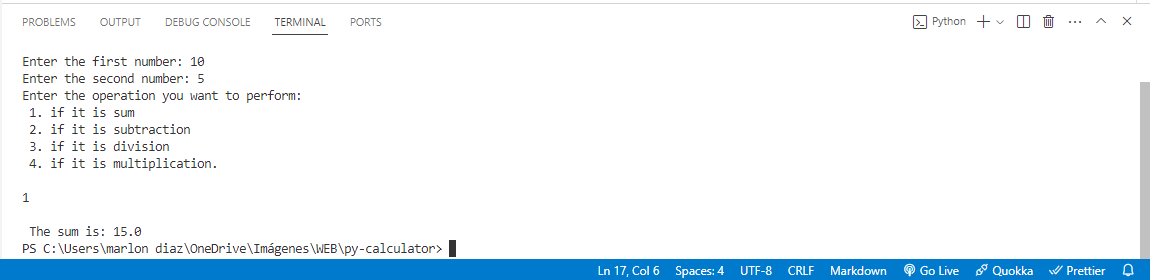 PROBLEMS OUTPUT DEBUG CONSOLE TERMINAL PORTS Python
Enter the first number: 10
Enter the second number: 5
Enter the operation you want to perform:
1. if it is sum
2. if it is subtraction
3. if it is division
4. if it is multiplication.
1
The sum is: 15.0
PS C:\Users\marlon diaz\OneDrive\Imágenes\WEB\py-calculator>
Ln 17, Col 6 Spaces: 4 UTF-8 CRLF Markdown Go Live Quokka Prettier